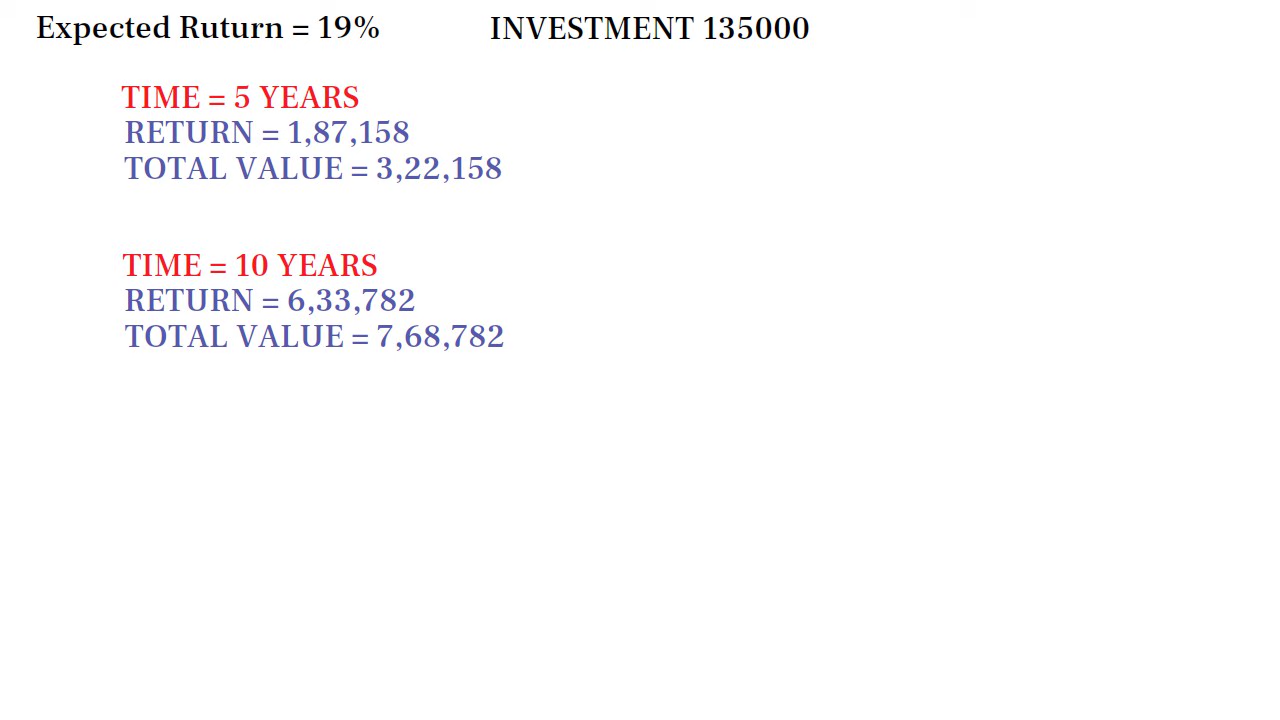 Expected Ruturn = 19%
INVESTMENT 135000
TIME = 5 YEARS
RETURN = 1,87,158
TOTAL VALUE = 3,22,158
TIME = 10 YEARS
RETURN = 6,33,782
TOTAL VALUE = 7,68,782